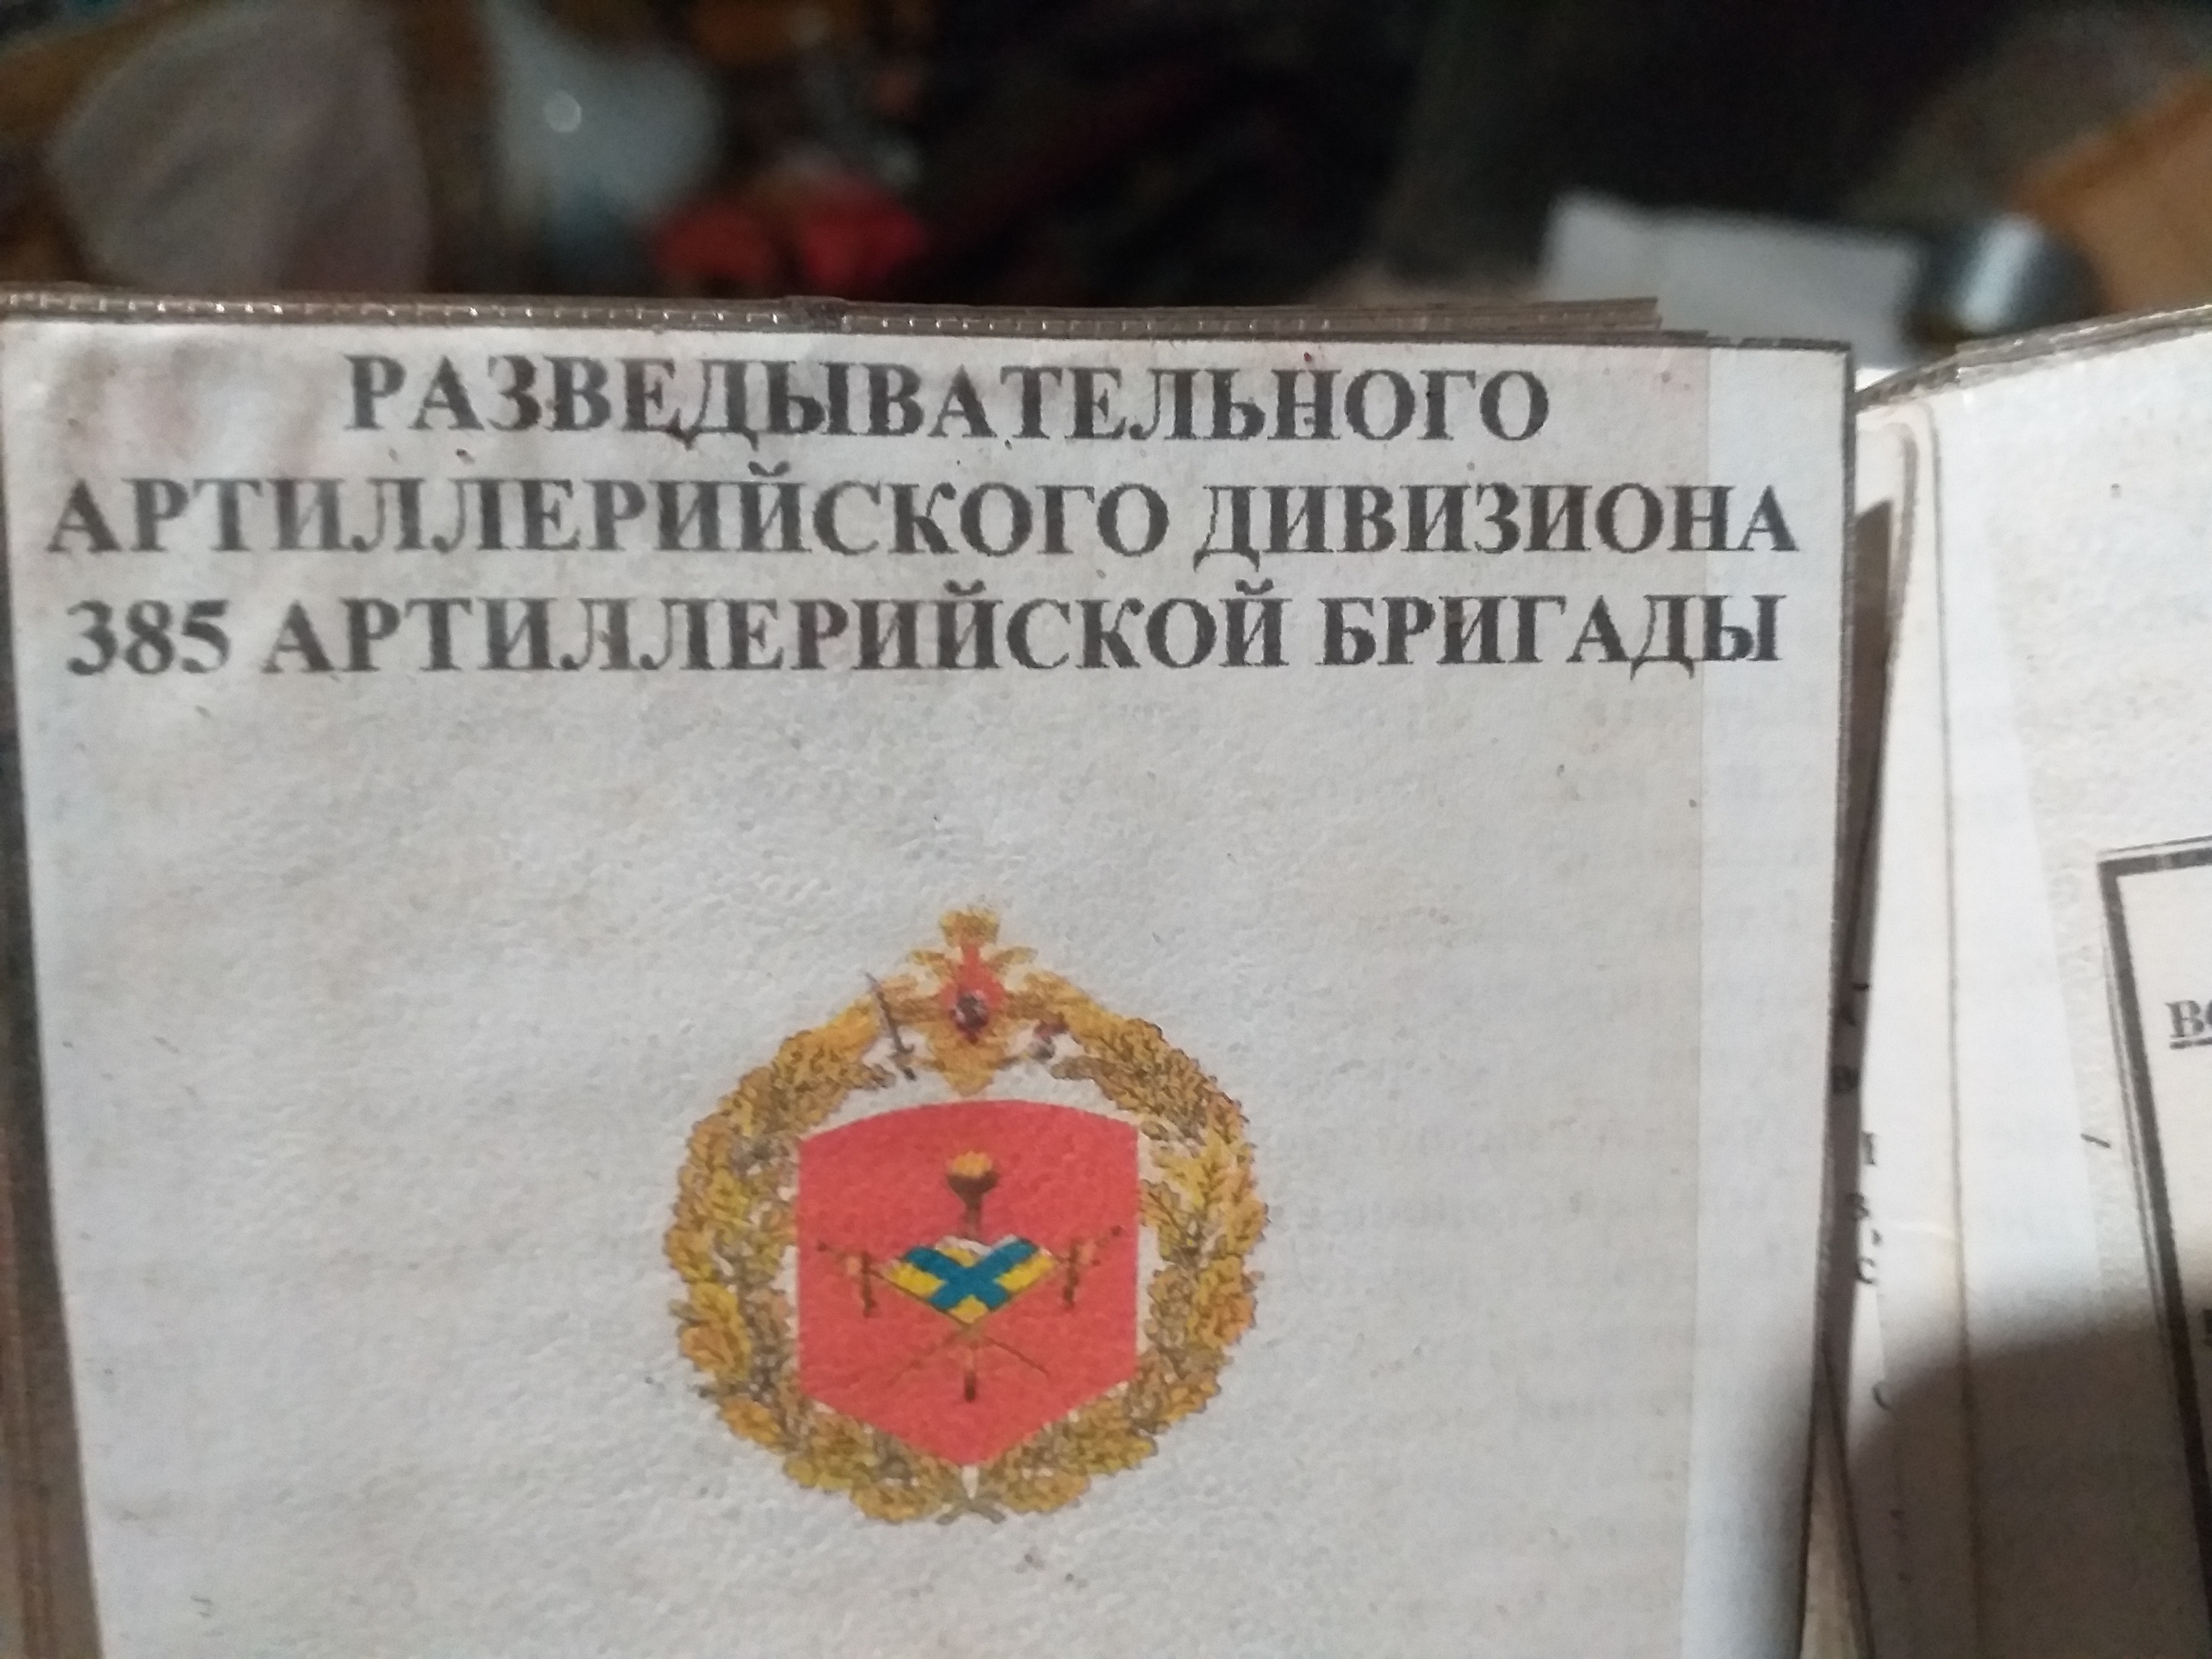 РАЗВЕДЫВАТЕЛЬНОГО
АРТИЛЛЕРИЙСКОГО ДИВИЗИОНА
385 АРТИЛЛЕРИЙСКОЙ БРИГАДЫ